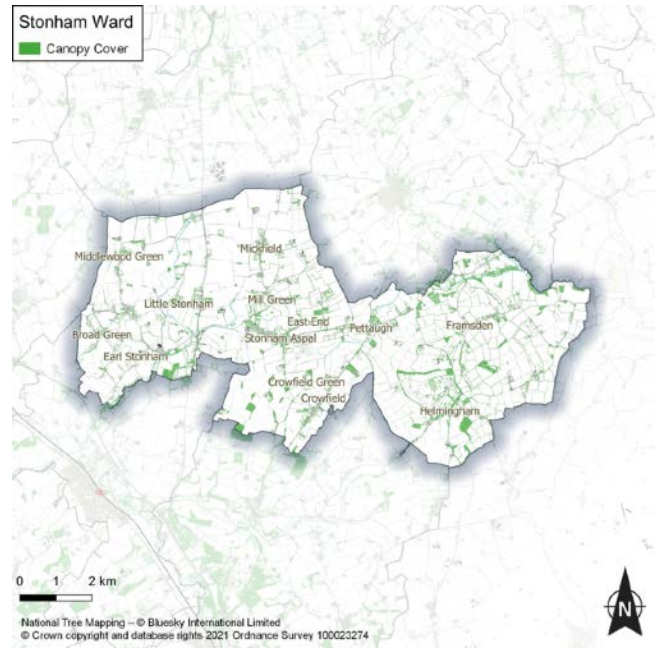 Stonham Ward
Canopy Cover
Mickfield
Middlewood Green
Mill Green
Little Stonham
East End
Pettaugh
Framsden
Broad Green
Stonham Aspal
Earl Stonham
Crowfield Green
Crowfield
Helmingham
0 1 2 km
N
National Tree Mapping – © Bluesky International Limited
© Crown copyright and database rights 2021 Ordnance Survey 100023274